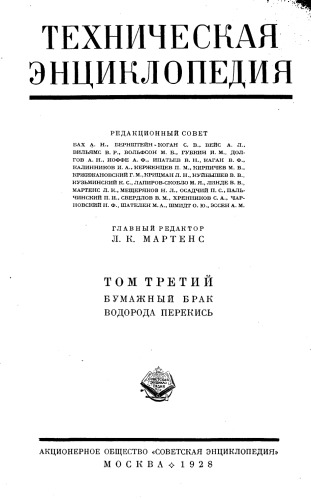 ТЕХНИЧЕСКАЯ
ЭНЦИКЛОПЕДИЯ
РЕДАКЦИОННЫЙ СОВЕТ
БАХ А. Н., БЕРНШТЕЙН-КОГАН С. В., ВЕЙС А. Л.,
ВИЛЬЯМС В. Р., ВОЛЬФСОН М. Б., ГУБКИН И. М., ДОЛ-
ГОВ А. Н., ИОФФЕ А. Ф., ИПАТЬЕВ В. Н., КАГАН В. Ф.,
КАЛИННИКОВ И. А., КЕРЖЕНЦЕВ П. М., КИРПИЧЕВ М. В.,
КРЖИЖАНОВСКИЙ Г. М., КРИЦМАН Л. Н., КУЙБЫШЕВ В. В.,
КУЗЬМИНСКИЙ К. С., ЛАПИРОВ-СКОБЛО М. Я., ЛИНДЕ В. В.,
МАРТЕНС Л. К., МЕЩЕРЯКОВ Н. Л., ОСАДЧИЙ П. С., ПАЛЬ-
ЧИНСКИЙ П. И., СВЕРДЛОВ В. М., ХРЕННИКОВ С. А., ЧАР-
НОВСКИЙ Н. Ф., ШАТЕЛЕН М. А., ШМИДТ О. Ю., ЭССЕН А. М.
ГЛАВНЫЙ РЕДАКТОР
Л. К. МАРТЕНС
ТОМ ТРЕТИЙ
БУМАЖНЫЙ БРАК
ВОДОРОДА ПЕРЕКИСЬ
АКЦИОНЕРНОЕ ОБЩЕСТВО «СОВЕТСКАЯ ЭНЦИКЛОПЕДИЯ»
МОСКВА ✢ 1928